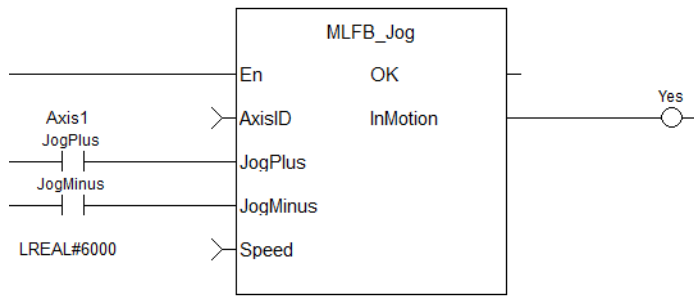 MLFB_Jog
En OK
Yes
Axis1 AxisID InMotion
JogPlus
JogPlus
JogMinus
JogMinus
LREAL#6000 Speed